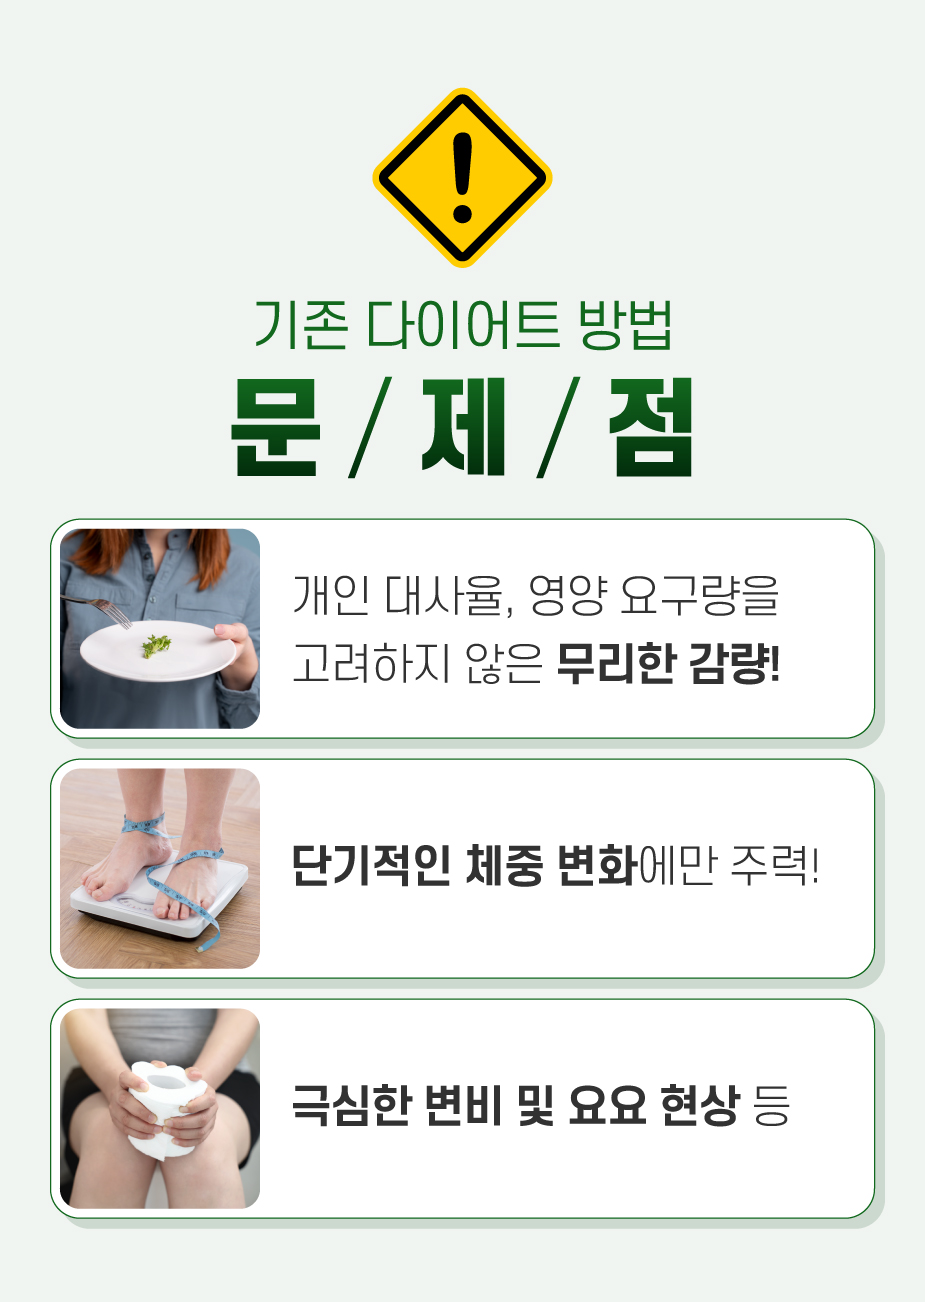 기존 다이어트 방법
문/제/점
개인 대사율, 영양 요구량을
고려하지 않은 무리한 감량!
단기적인 체중 변화에만 주력!
극심한 변비 및 요요 현상 등